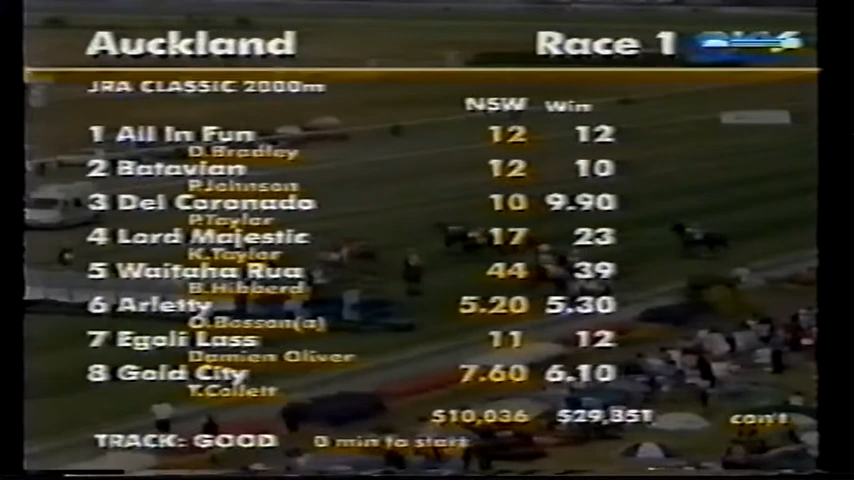 Auckland Race 1
JRA CLASSIC 2000m
NSW Win
1 All In Fun 12 12
D.Bradley
2 Batavian 12 10
P.Johnson
3 Del Coronado 10 9.90
P.Taylor
4 Lord Majestic 17 23
K.Taylor
5 Waitaha Rua 44 39
B.Hibberd
6 Arletty 5.20 5.30
O.Bosson(a)
7 Egoli Lass 11 12
Damien Oliver
8 Gold City 7.60 6.10
T.Collett
$10,036 $29,851 con't
TRACK: GOOD 0 min to start